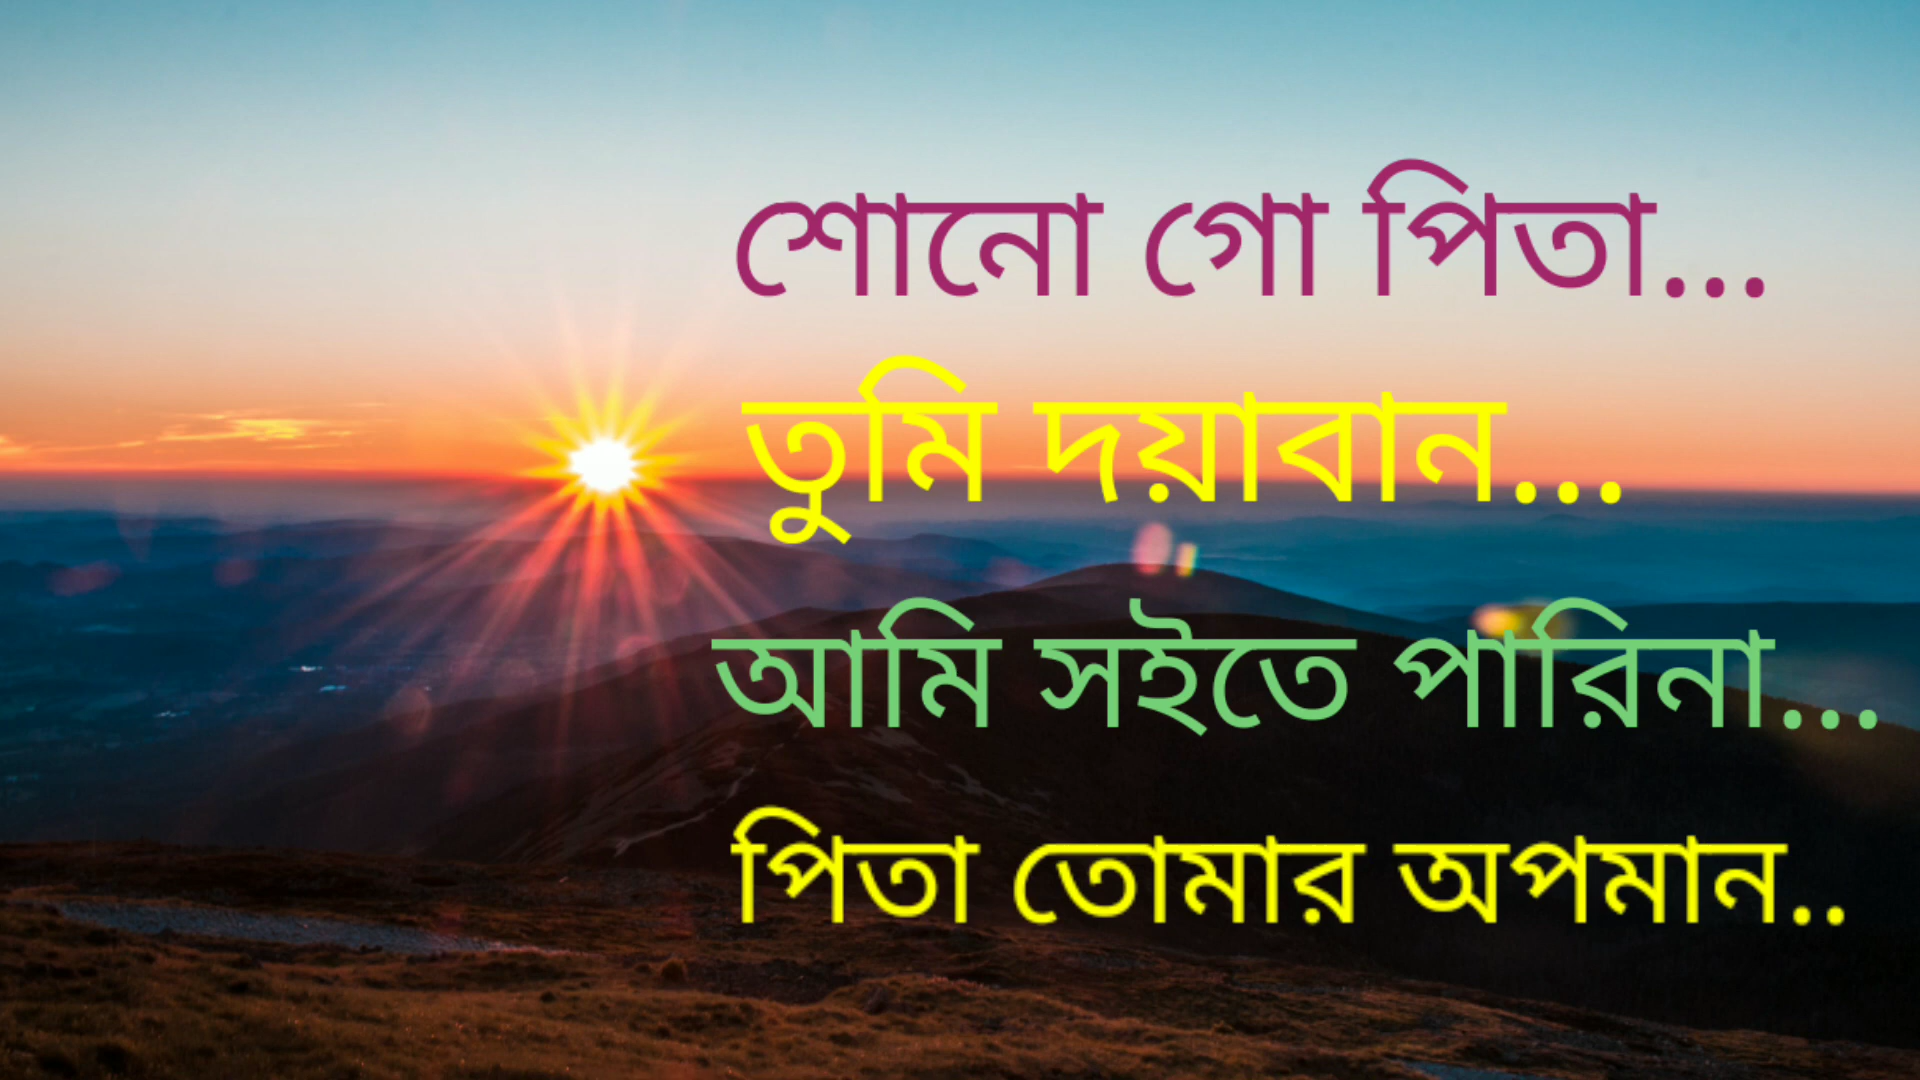 শোনো গো পিতা...
তুমি দয়াবান...
আমি সইতে পারিনা...
পিতা তোমার অপমান..